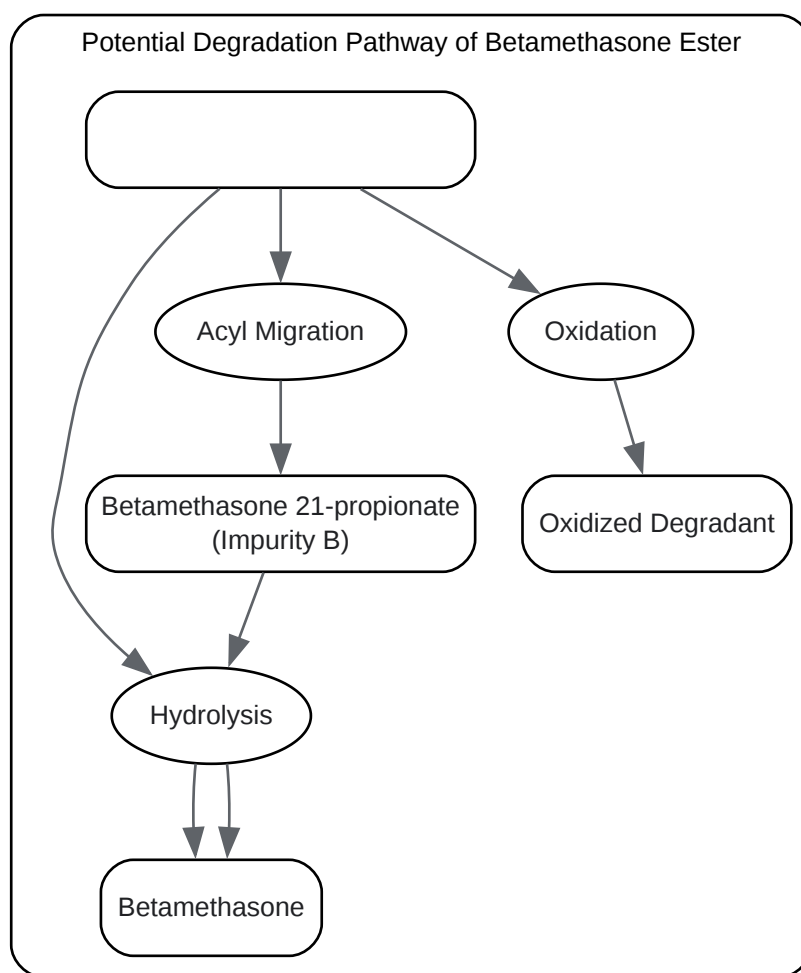 Potential Degradation Pathway of Betamethasone Ester
Acyl Migration
Oxidation
Betamethasone 21-propionate
(Impurity B)
Oxidized Degradant
Hydrolysis
Betamethasone